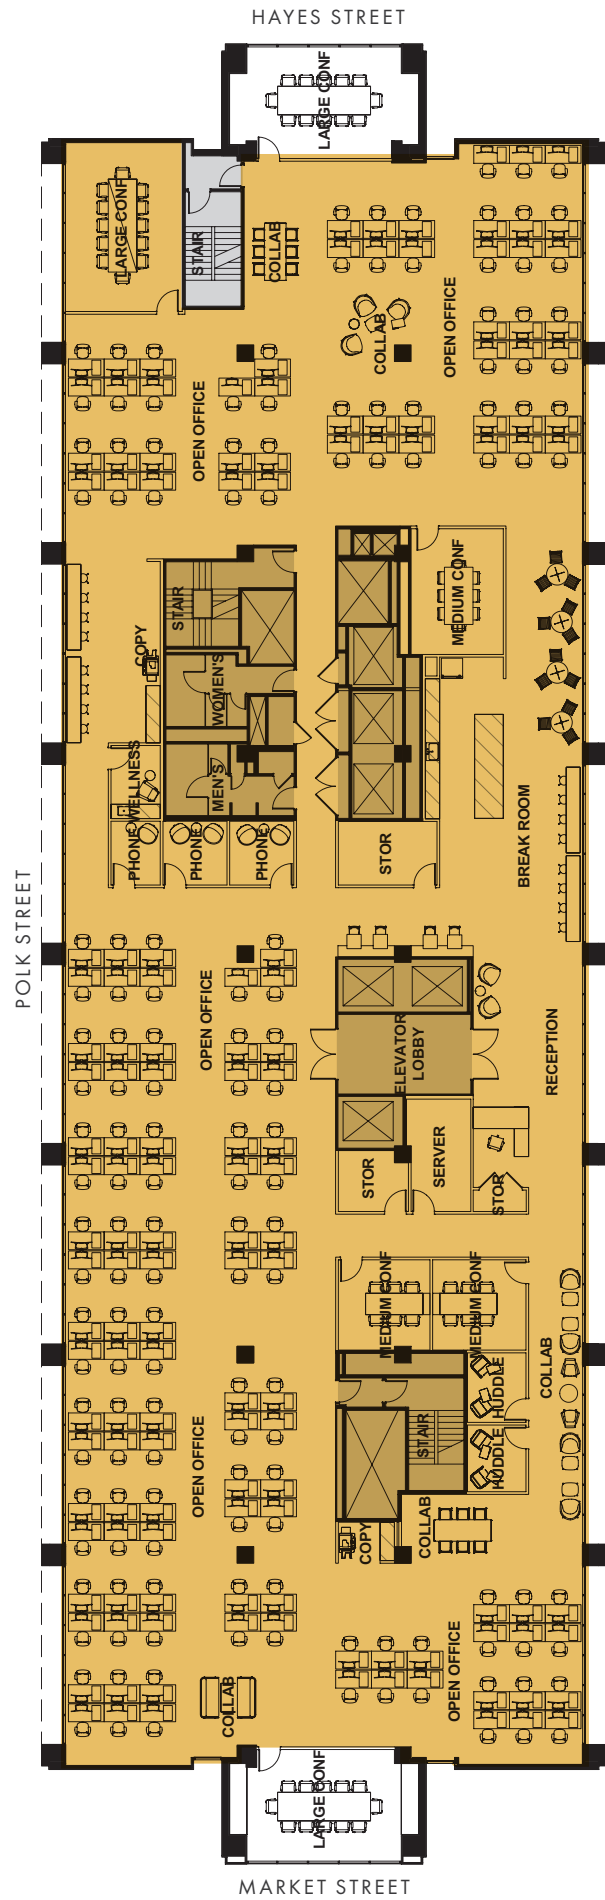 HAYES STREET
LARGE CONF
LARGE CONF
STAIR
COLLAB
OPEN OFFICE
COLLAB
OPEN OFFICE
STAIR
MEDIUM CONF
COPY
WOMEN'S
WELLNESS
MEN'S
BREAK ROOM
PHONE
PHONE
PHONE
STOR
POLK STREET
OPEN OFFICE
ELEVATOR
LOBBY
RECEPTION
STOR
SERVER
STOR
MEDIUM CONF
MEDIUM CONF
COLLAB
HUDDLE
STAIR
HUDDLE
OPEN OFFICE
COPY
COLLAB
OPEN OFFICE
COLLAB
LARGE CONF
MARKET STREET